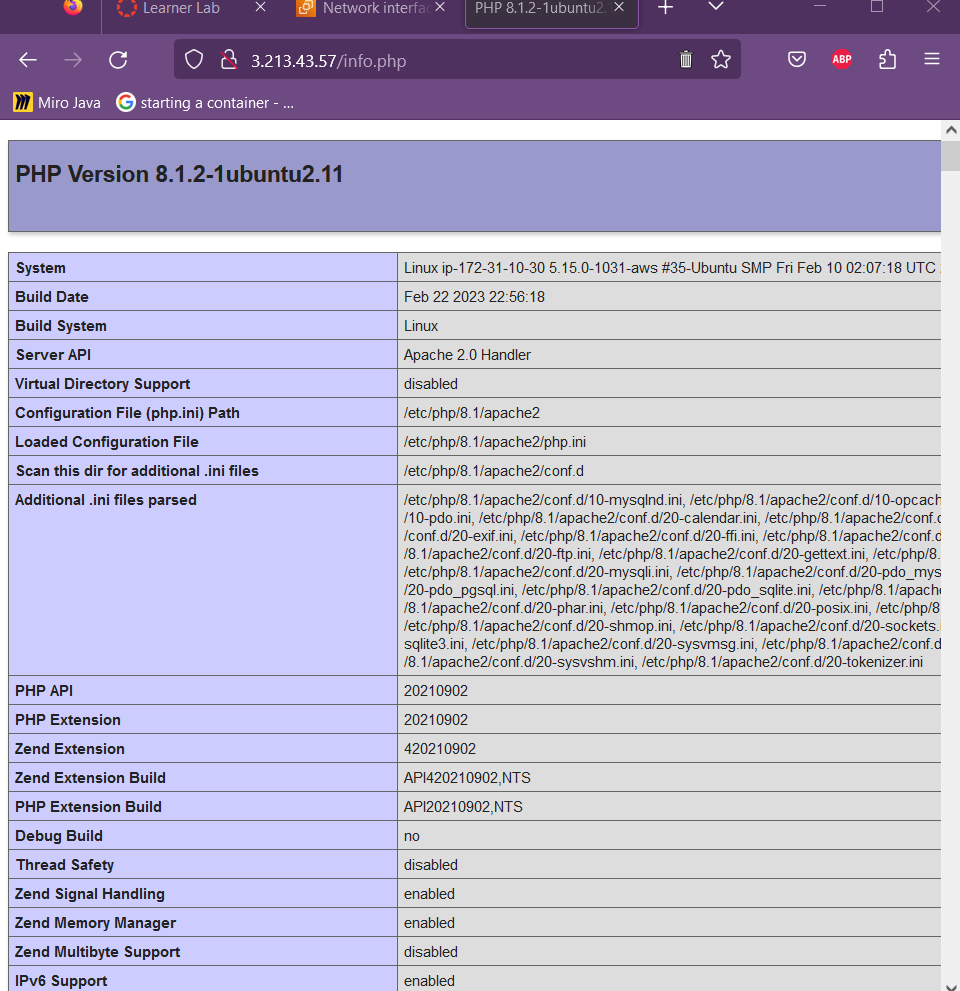 Learner Lab
Network interfac
PHP 8.1.2-1ubuntu2.
3.213.43.57/info.php
ABP
Miro Java
starting a container - ...
PHP Version 8.1.2-1ubuntu2.11
System Linux ip-172-31-10-30 5.15.0-1031-aws #35-Ubuntu SMP Fri Feb 10 02:07:18 UTC
Build Date Feb 22 2023 22:56:18
Build System Linux
Server API Apache 2.0 Handler
Virtual Directory Support disabled
Configuration File (php.ini) Path /etc/php/8.1/apache2
Loaded Configuration File /etc/php/8.1/apache2/php.ini
Scan this dir for additional .ini files /etc/php/8.1/apache2/conf.d
Additional .ini files parsed /etc/php/8.1/apache2/conf.d/10-mysqlnd.ini, /etc/php/8.1/apache2/conf.d/10-opcach
/10-pdo.ini, /etc/php/8.1/apache2/conf.d/20-calendar.ini, /etc/php/8.1/apache2/conf.
/conf.d/20-exif.ini, /etc/php/8.1/apache2/conf.d/20-ffi.ini, /etc/php/8.1/apache2/conf.d
/8.1/apache2/conf.d/20-ftp.ini, /etc/php/8.1/apache2/conf.d/20-gettext.ini, /etc/php/8.
/etc/php/8.1/apache2/conf.d/20-mysqli.ini, /etc/php/8.1/apache2/conf.d/20-pdo_mys
/20-pdo_pgsql.ini, /etc/php/8.1/apache2/conf.d/20-pdo_sqlite.ini, /etc/php/8.1/apache
/8.1/apache2/conf.d/20-phar.ini, /etc/php/8.1/apache2/conf.d/20-posix.ini, /etc/php/8
/etc/php/8.1/apache2/conf.d/20-shmop.ini, /etc/php/8.1/apache2/conf.d/20-sockets.
sqlite3.ini, /etc/php/8.1/apache2/conf.d/20-sysvmsg.ini, /etc/php/8.1/apache2/conf.d
/8.1/apache2/conf.d/20-sysvshm.ini, /etc/php/8.1/apache2/conf.d/20-tokenizer.ini
PHP API 20210902
PHP Extension 20210902
Zend Extension 420210902
Zend Extension Build API420210902,NTS
PHP Extension Build API20210902,NTS
Debug Build no
Thread Safety disabled
Zend Signal Handling enabled
Zend Memory Manager enabled
Zend Multibyte Support disabled
IPv6 Support enabled